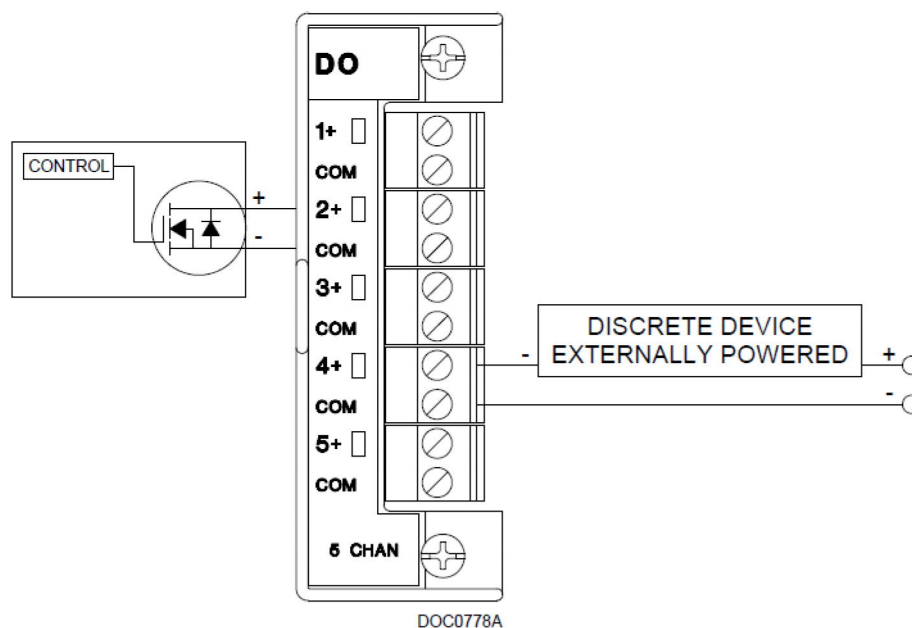 DO
1+
COM
CONTROL
+
2+
-
COM
3+
COM
DISCRETE DEVICE
EXTERNALLY POWERED
4+
-
+
COM
-
5+
COM
5 CHAN
DOC0778A